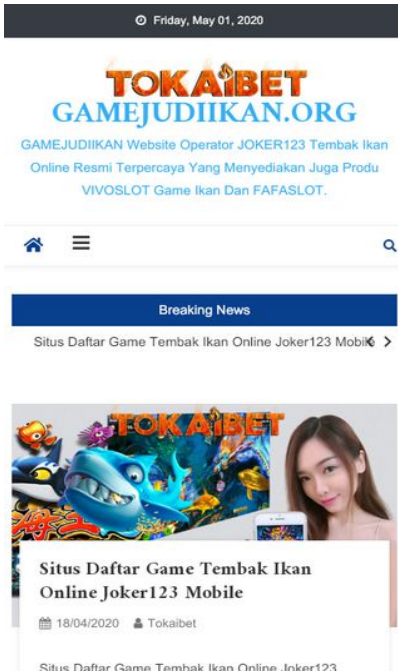 Friday, May 01, 2020
TOKAIBET
GAMEJUDIIKAN.ORG
GAMEJUDIIKAN Website Operator JOKER123 Tembak Ikan
Online Resmi Terpercaya Yang Menyediakan Juga Produ
VIVOSLOT Game Ikan Dan FAFASLOT.
Breaking News
Situs Daftar Game Tembak Ikan Online Joker123 Mobile
TOKAIBET
Situs Daftar Game Tembak Ikan
Online Joker123 Mobile
18/04/2020 Tokaibet
Situs Daftar Game Tembak Ikan Online Joker123